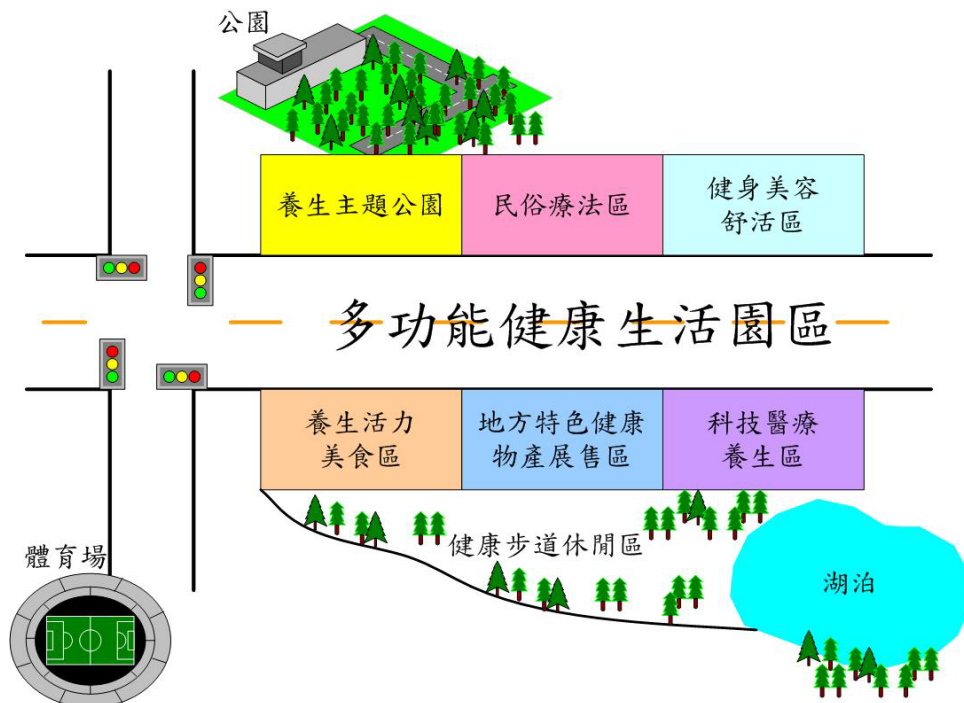 公園
養生主題公園
民俗療法區
健身美容
舒活區
多功能健康生活園區
養生活力
美食區
地方特色健康
物產展售區
科技醫療
養生區
健康步道休閒區
體育場
湖泊